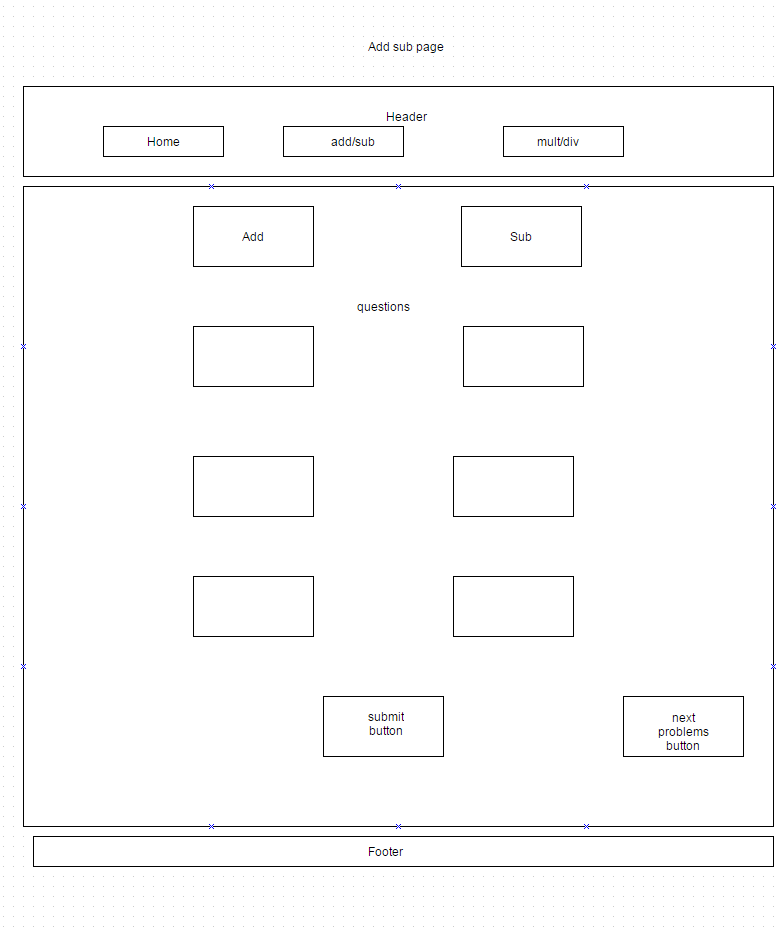 Add sub page
Header
Home
add/sub
mult/div
Add
Sub
questions
submit
button
next
problems
button
Footer